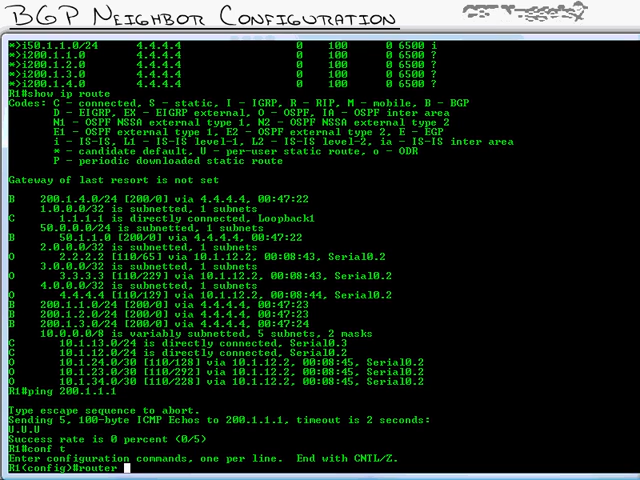 BGP NEIGHBOR CONFIGURATION
*>i50.1.1.0/24 4.4.4.4 0 100 0 6500 i
*>i200.1.1.0 4.4.4.4 0 100 0 6500 ?
*>i200.1.2.0 4.4.4.4 0 100 0 6500 ?
*>i200.1.3.0 4.4.4.4 0 100 0 6500 ?
*>i200.1.4.0 4.4.4.4 0 100 0 6500 ?
R1#show ip route
Codes: C - connected, S - static, I - IGRP, R - RIP, M - mobile, B - BGP
D - EIGRP, EX - EIGRP external, O - OSPF, IA - OSPF inter area
N1 - OSPF NSSA external type 1, N2 - OSPF NSSA external type 2
E1 - OSPF external type 1, E2 - OSPF external type 2, E - EGP
i - IS-IS, L1 - IS-IS level-1, L2 - IS-IS level-2, ia - IS-IS inter area
* - candidate default, U - per-user static route, o - ODR
P - periodic downloaded static route
Gateway of last resort is not set
B 200.1.4.0/24 [200/0] via 4.4.4.4, 00:47:22
1.0.0.0/32 is subnetted, 1 subnets
C 1.1.1.1 is directly connected, Loopback1
50.0.0.0/24 is subnetted, 1 subnets
B 50.1.1.0 [200/0] via 4.4.4.4, 00:47:22
2.0.0.0/32 is subnetted, 1 subnets
O 2.2.2.2 [110/65] via 10.1.12.2, 00:08:43, Serial0.2
3.0.0.0/32 is subnetted, 1 subnets
O 3.3.3.3 [110/229] via 10.1.12.2, 00:08:43, Serial0.2
4.0.0.0/32 is subnetted, 1 subnets
O 4.4.4.4 [110/129] via 10.1.12.2, 00:08:44, Serial0.2
B 200.1.1.0/24 [200/0] via 4.4.4.4, 00:47:23
B 200.1.2.0/24 [200/0] via 4.4.4.4, 00:47:23
B 200.1.3.0/24 [200/0] via 4.4.4.4, 00:47:24
10.0.0.0/8 is variably subnetted, 5 subnets, 2 masks
C 10.1.13.0/24 is directly connected, Serial0.3
C 10.1.12.0/24 is directly connected, Serial0.2
O 10.1.24.0/30 [110/128] via 10.1.12.2, 00:08:45, Serial0.2
O 10.1.23.0/30 [110/292] via 10.1.12.2, 00:08:45, Serial0.2
O 10.1.34.0/30 [110/228] via 10.1.12.2, 00:08:45, Serial0.2
R1#ping 200.1.1.1
Type escape sequence to abort.
Sending 5, 100-byte ICMP Echos to 200.1.1.1, timeout is 2 seconds:
U.U.U
Success rate is 0 percent (0/5)
R1#conf t
Enter configuration commands, one per line. End with CNTL/Z.
R1(config)#router